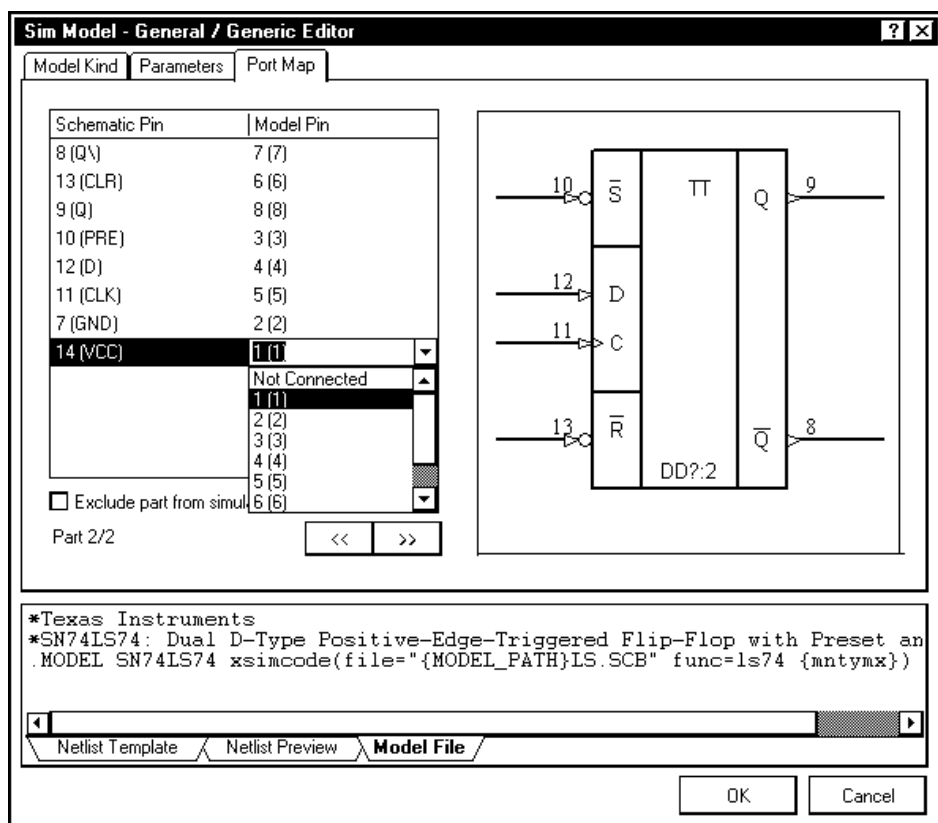 Sim Model - General / Generic Editor
? X
Model Kind Parameters Port Map
Schematic Pin Model Pin
8 (Q\) 7 (7)
13 (CLR) 6 (6)
9 (Q) 8 (8)
10 (PRE) 3 (3)
12 (D) 4 (4)
11 (CLK) 5 (5)
7 (GND) 2 (2)
14 (VCC) 1 (1)
Not Connected
1 (1)
2 (2)
3 (3)
4 (4)
5 (5)
6 (6)
Exclude part from simul
Part 2/2 << >>
10 S̅ TT Q 9
12 D
11 C
13 R̅ Q̅ 8
DD?:2
*Texas Instruments
*SN74LS74: Dual D-Type Positive-Edge-Triggered Flip-Flop with Preset an
.MODEL SN74LS74 xsimcode(file="{MODEL_PATH}LS.SCB" func=ls74 {mntymx})
Netlist Template Netlist Preview Model File
OK Cancel